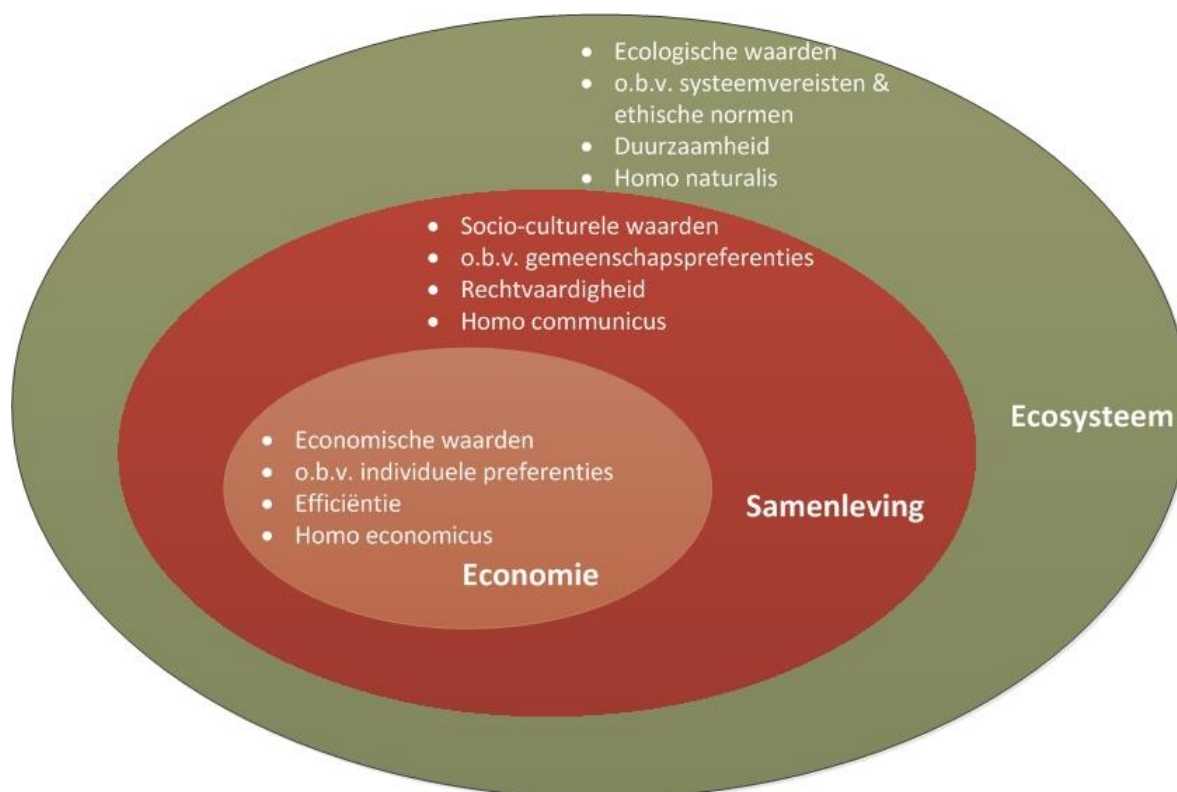 • Ecologische waarden
• o.b.v. systeemvereisten &
ethische normen
• Duurzaamheid
• Homo naturalis
• Socio-culturele waarden
• o.b.v. gemeenschapspreferenties
• Rechtvaardigheid
• Homo communicus
Ecosysteem
• Economische waarden
• o.b.v. individuele preferenties
• Efficiëntie
• Homo economicus
Samenleving
Economie